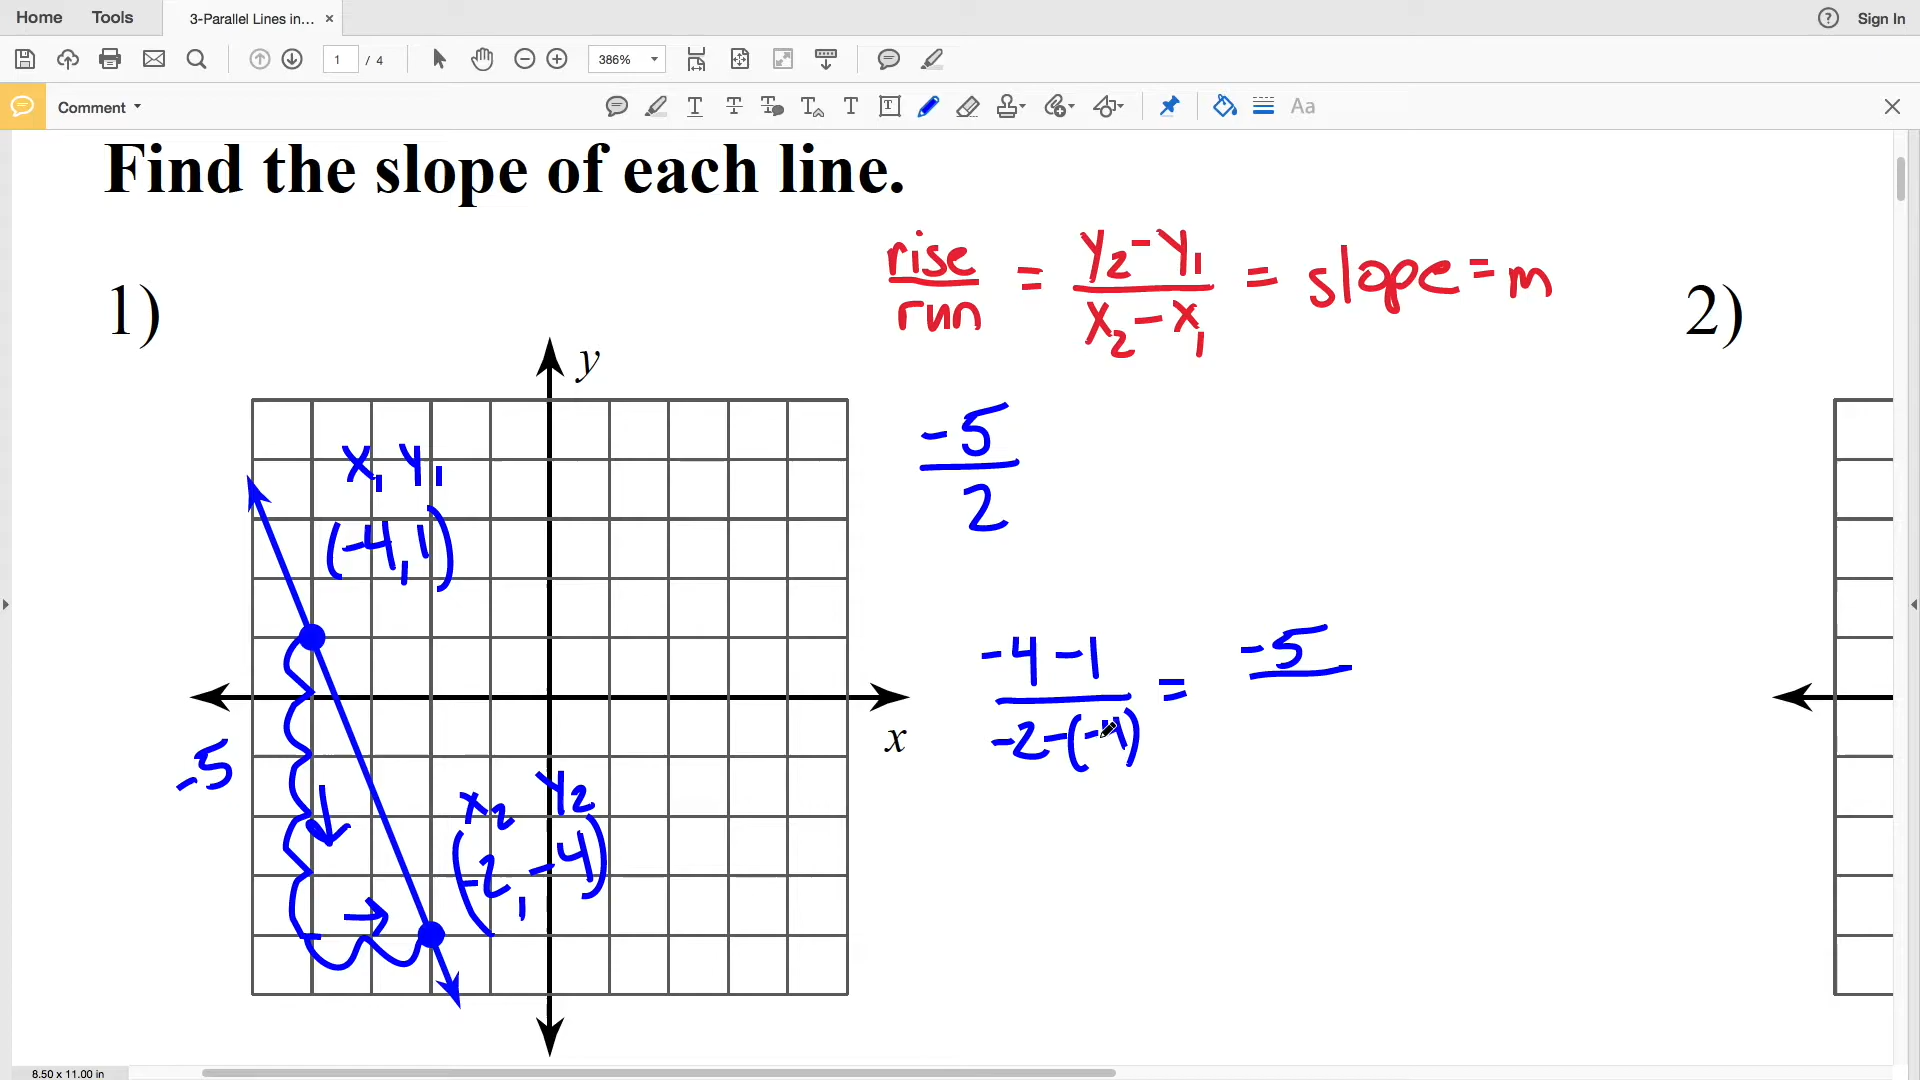 Home Tools 3-Parallel Lines in... × ? Sign In
1 / 4 386%
Comment Aa
Find the slope of each line.
rise/run = y₂-y₁/x₂-x₁ = slope = m
1)
2)
y
-5/2
x₁ y₁
(-4, 1)
-4-1/-2-(-4) = -5
x
-5
x₂ y₂
(-2, -4)
8.50 x 11.00 in